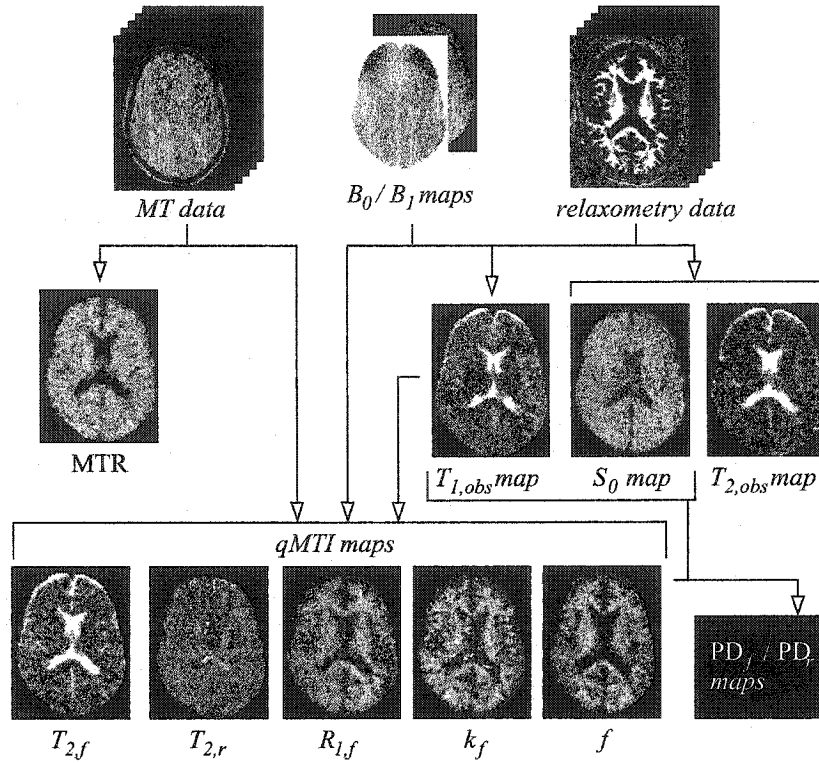 MT data
B0 / B1 maps
relaxometry data
MTR
T1,obs map
S0 map
T2,obs map
qMTI maps
PDf / PDr
maps
T2,f
T2,r
R1,f
kf
f